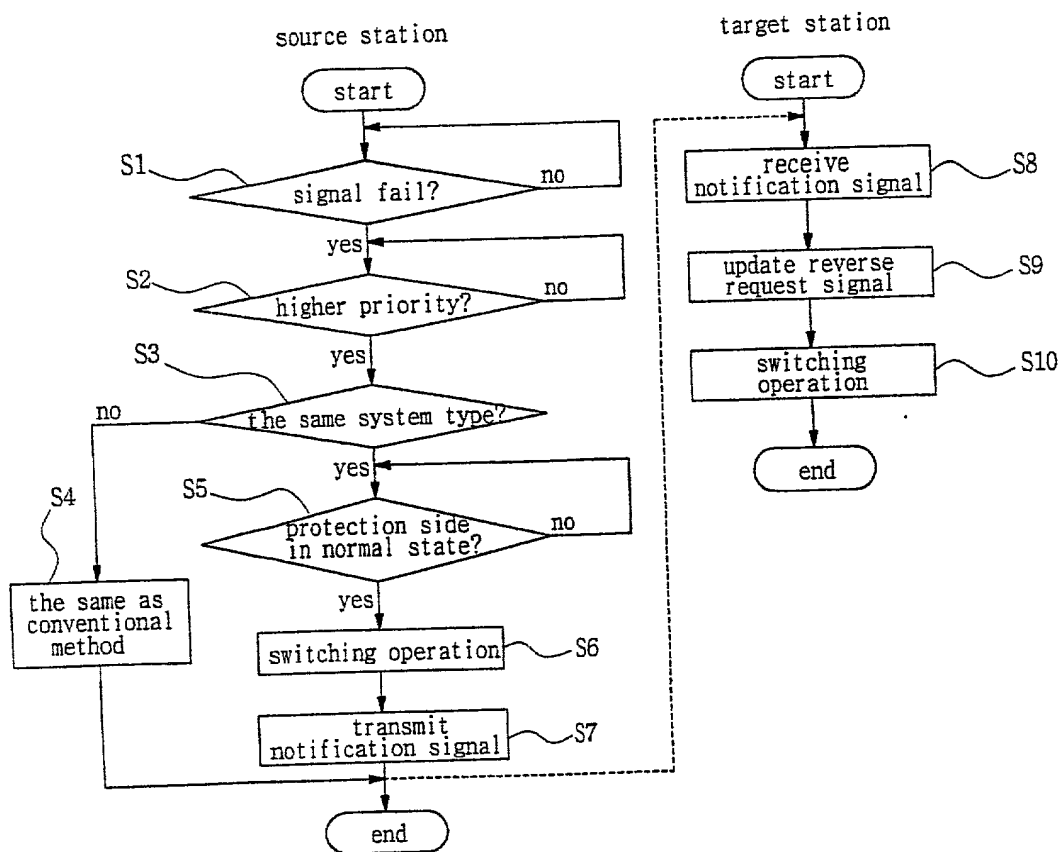 source station
start
S1
signal fail?
no
yes
S2
higher priority?
no
yes
S3
no
the same system type?
yes
S5
protection side
in normal state?
no
yes
S4
the same as
conventional
method
switching operation
S6
transmit
notification signal
S7
end
target station
start
receive
notification signal
S8
update reverse
request signal
S9
switching
operation
S10
end